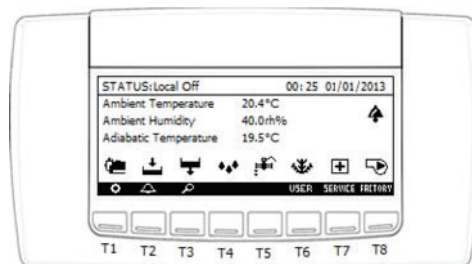 STATUS:Local Off 00:25 01/01/2013
Ambient Temperature 20.4°C
Ambient Humidity 40.0rh%
Adiabatic Temperature 19.5°C
USER SERVICE FACTORY
T1 T2 T3 T4 T5 T6 T7 T8